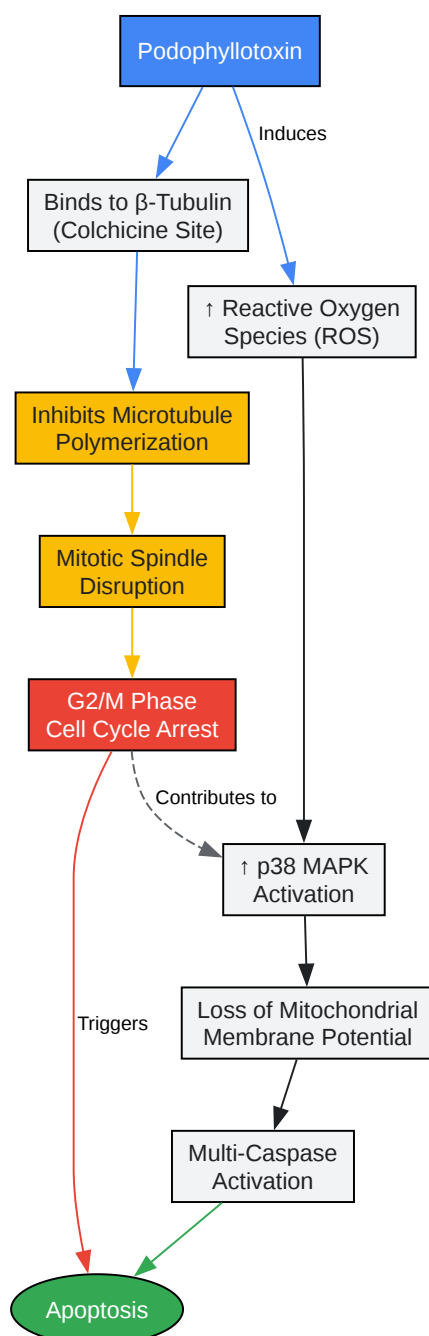 Podophyllotoxin
Induces
Binds to β-Tubulin
(Colchicine Site)
↑ Reactive Oxygen
Species (ROS)
Inhibits Microtubule
Polymerization
Mitotic Spindle
Disruption
G2/M Phase
Cell Cycle Arrest
Contributes to
↑ p38 MAPK
Activation
Loss of Mitochondrial
Membrane Potential
Triggers
Multi-Caspase
Activation
Apoptosis